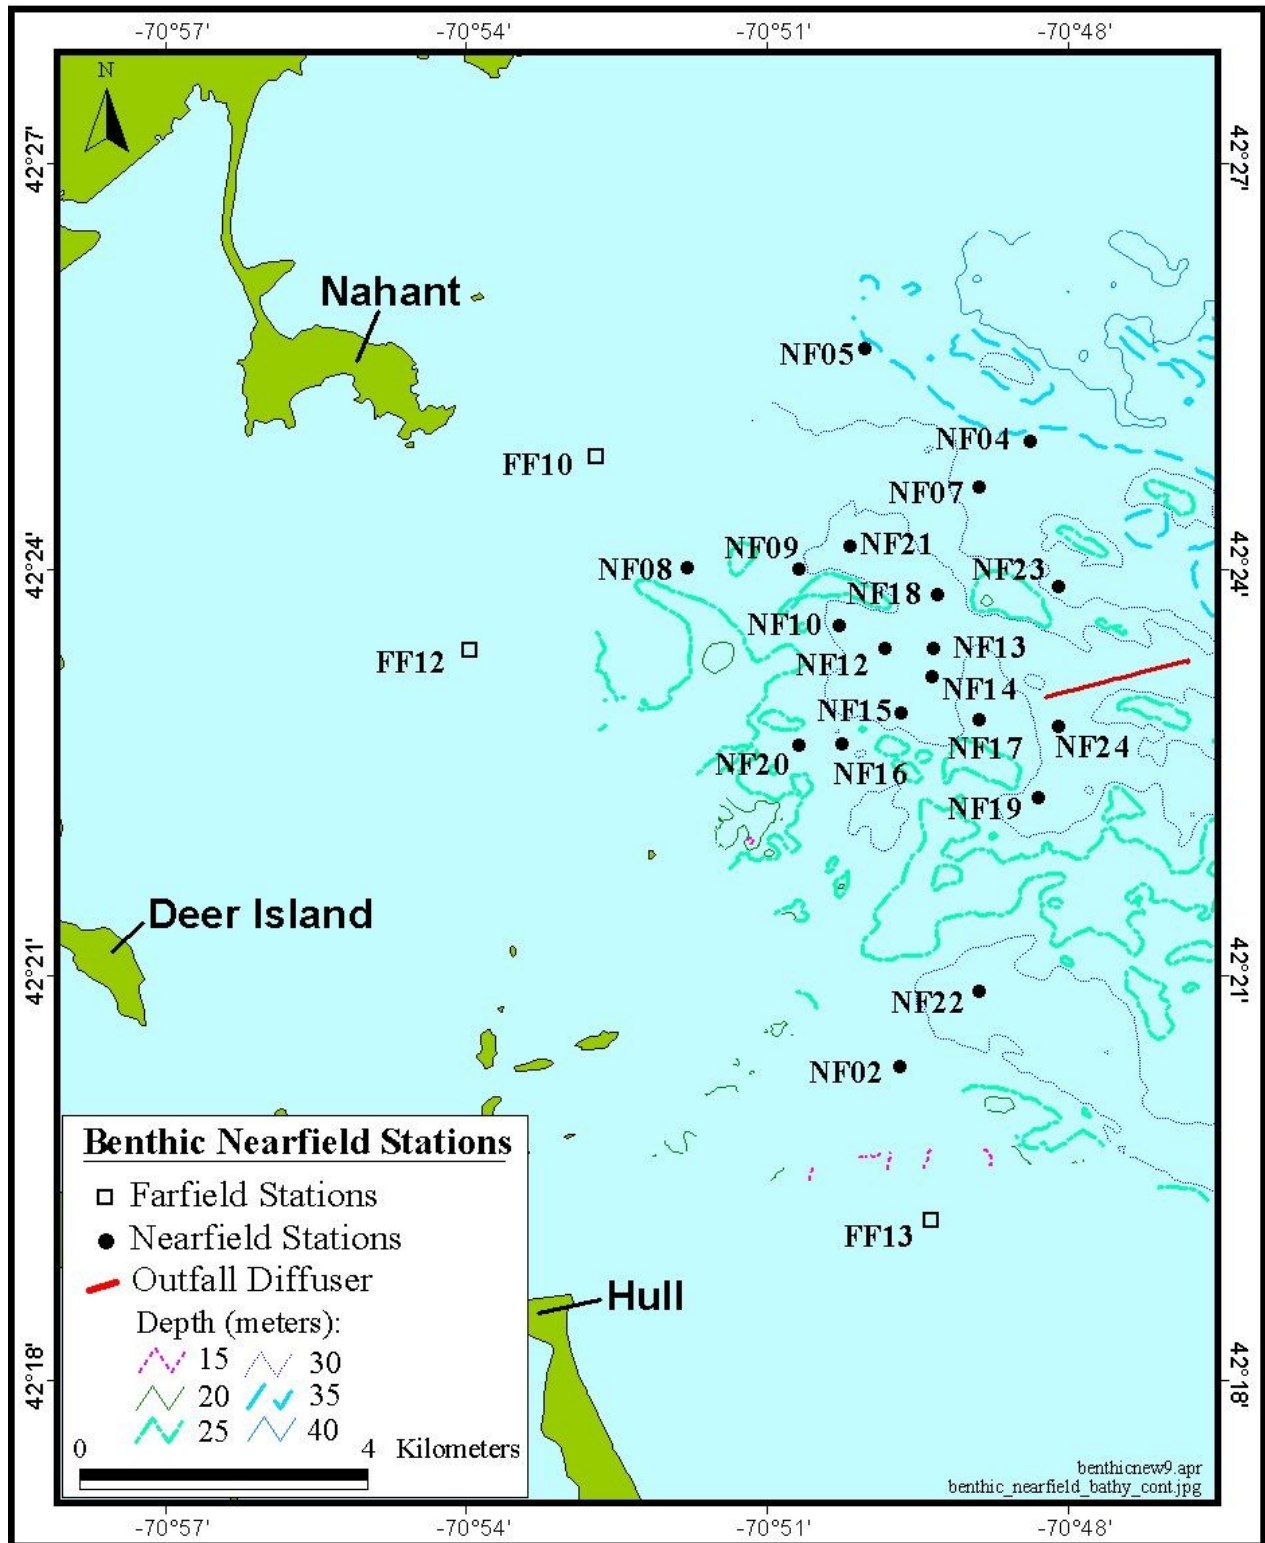 -70°57' -70°54' -70°51' -70°48'
N
42°27' 42°27'
Nahant
NF05
NF04
FF10
NF07
NF21
NF09
42°24' NF08 NF23 42°24'
NF18
NF10
NF13
FF12 NF12
NF14
NF15
NF17 NF24
NF20 NF16
NF19
Deer Island
42°21' 42°21'
NF22
NF02
Benthic Nearfield Stations
Farfield Stations
Nearfield Stations
FF13
Outfall Diffuser
Hull
Depth (meters):
15 30
20 35
25 40
42°18' 42°18'
0 4 Kilometers
benthicnew9.apr
benthic_nearfield_bathy_cont.jpg
-70°57' -70°54' -70°51' -70°48'